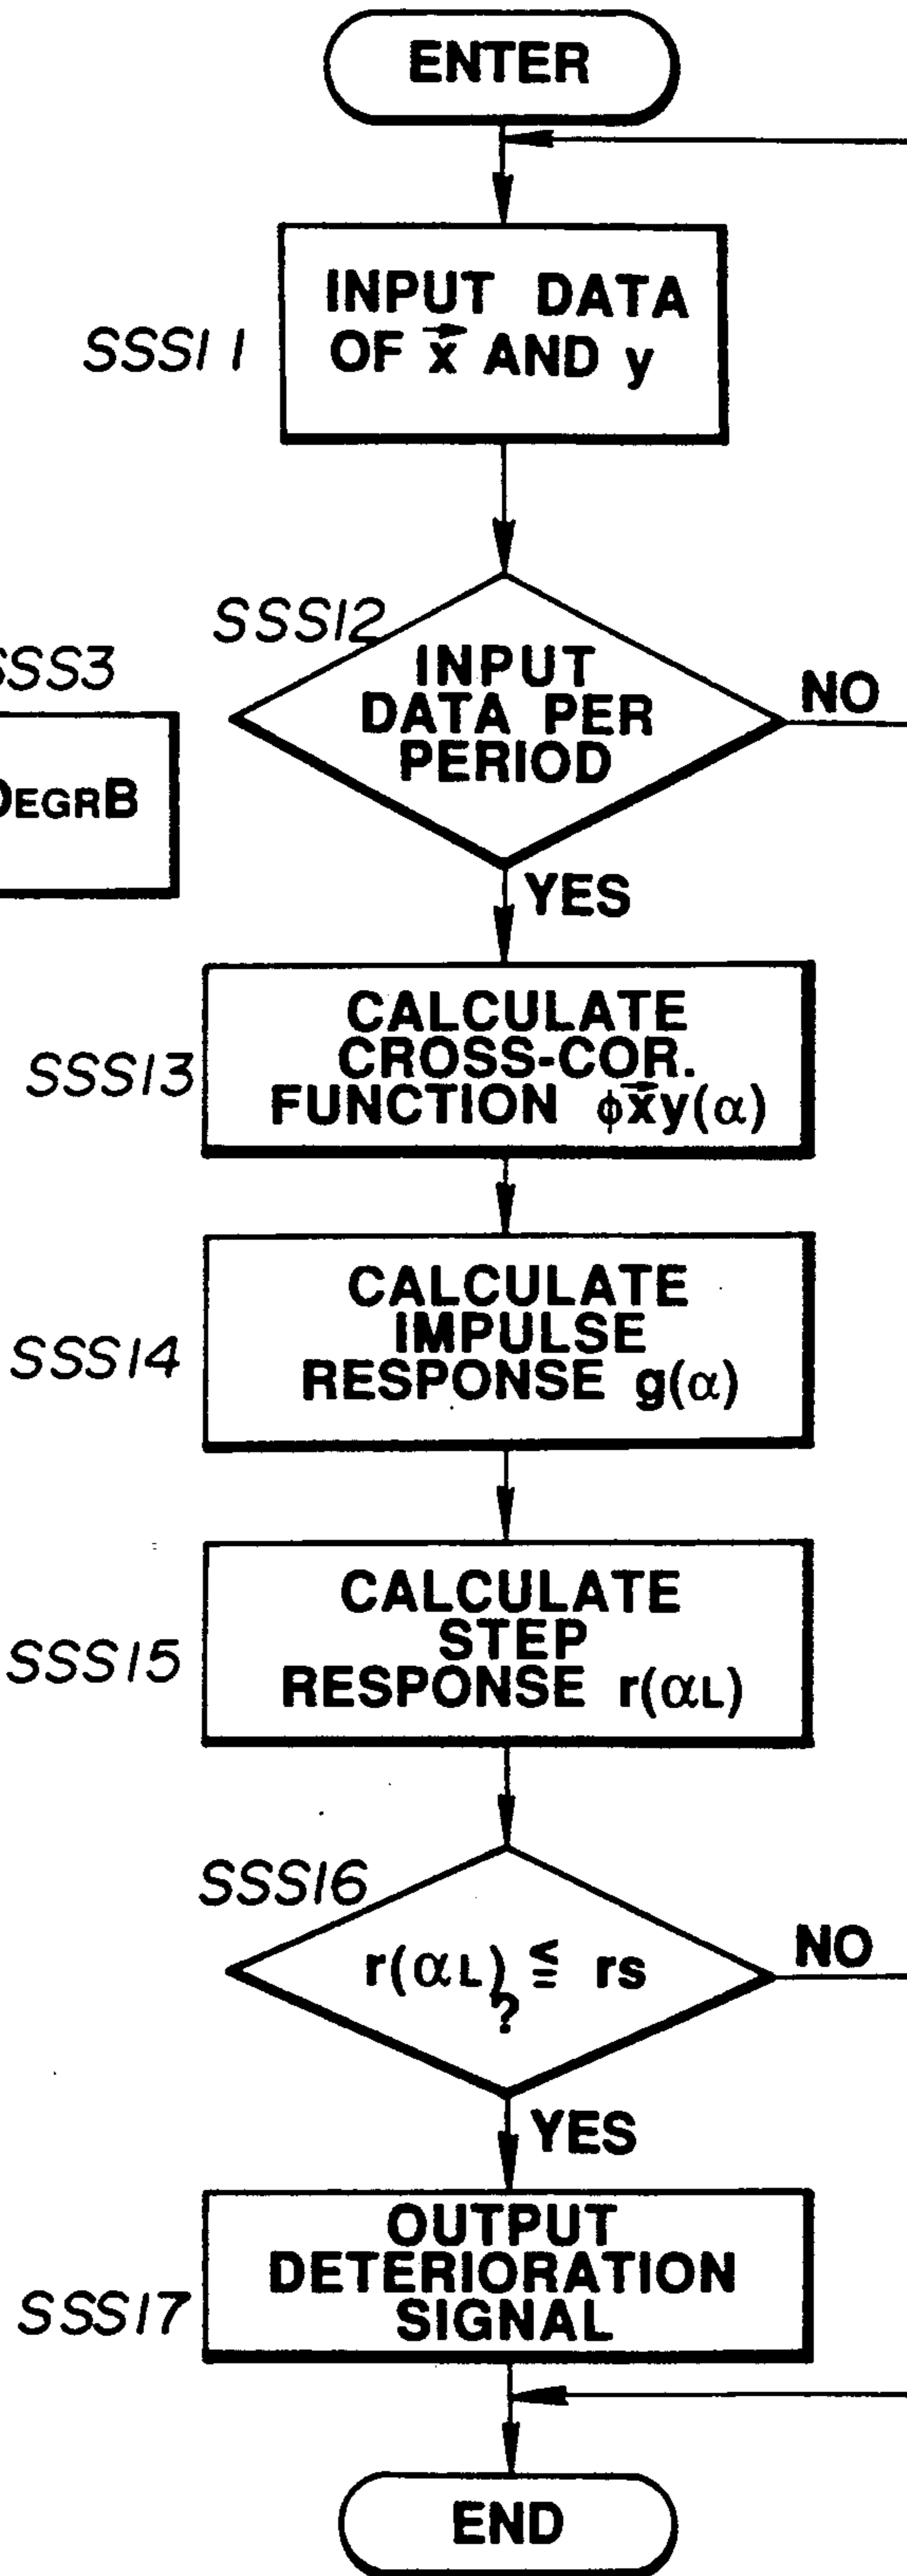 ENTER
INPUT DATA
OF x⃗ AND y
SSS11
SSS12
INPUT
DATA PER
PERIOD
NO
YES
SSS3
DEGRB
CALCULATE
CROSS-COR.
FUNCTION ϕx⃗y(α)
SSS13
CALCULATE
IMPULSE
RESPONSE g(α)
SSS14
CALCULATE
STEP
RESPONSE r(αL)
SSS15
SSS16
r(αL) ≦ rs
?
NO
YES
OUTPUT
DETERIORATION
SIGNAL
SSS17
END